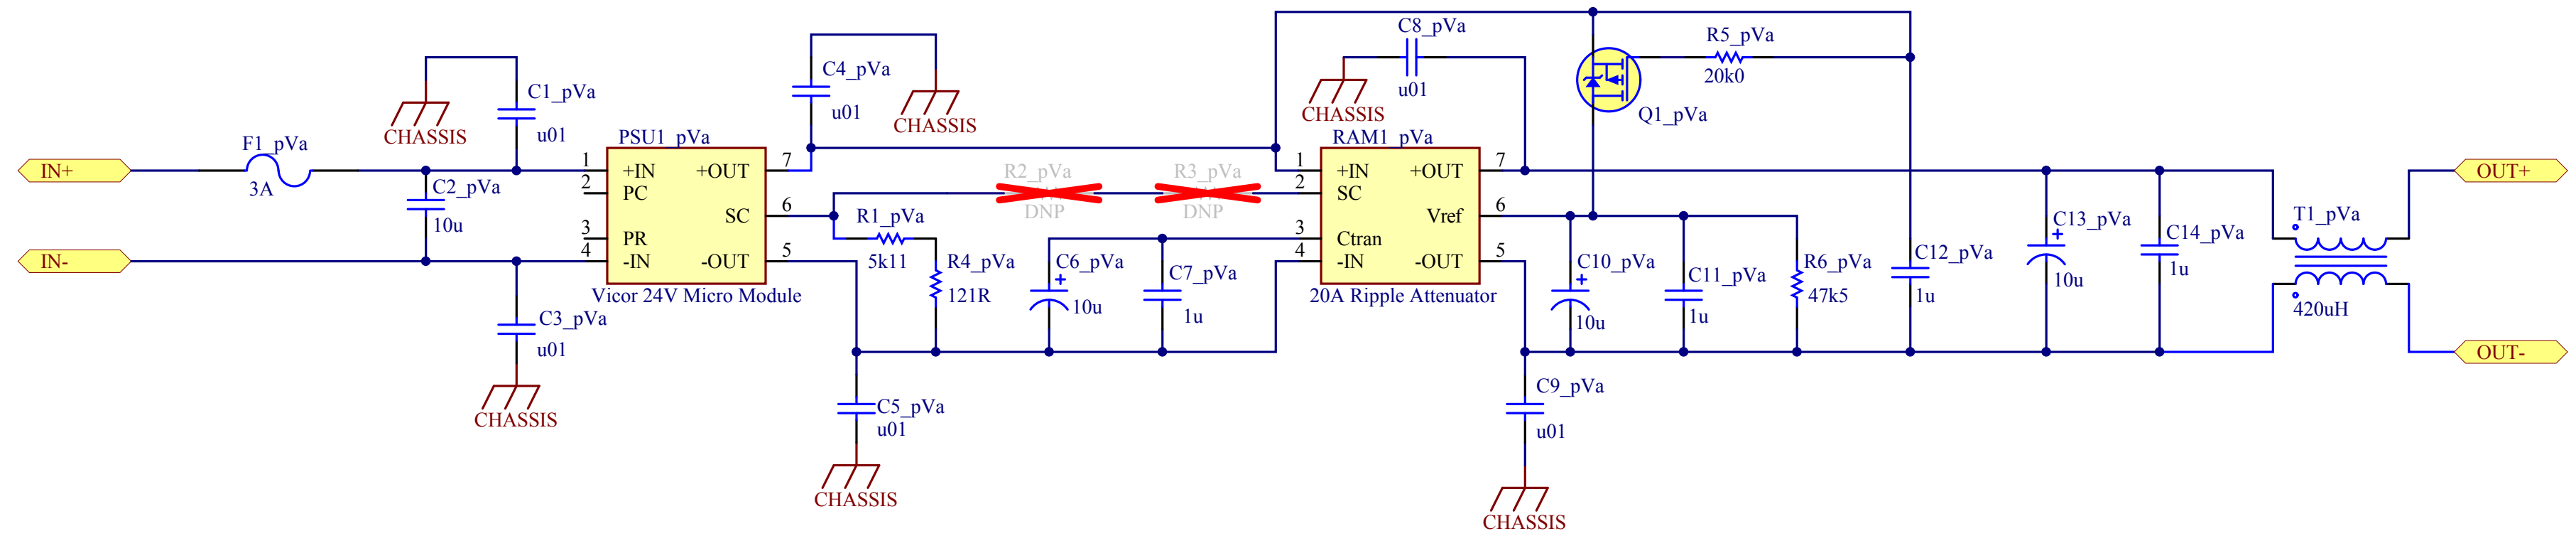 IN+
IN-
F1_pVa
3A
CHASSIS
C1_pVa
u01
C2_pVa
10u
C3_pVa
u01
CHASSIS
PSU1_pVa
1
+IN
2
PC
3
PR
4
-IN
+OUT
7
SC
6
-OUT
5
Vicor 24V Micro Module
C4_pVa
u01
CHASSIS
R1_pVa
5k11
R4_pVa
121R
R2_pVa
DNP
R3_pVa
DNP
C5_pVa
u01
CHASSIS
C6_pVa
+
10u
C7_pVa
1u
C8_pVa
u01
CHASSIS
RAM1_pVa
1
+IN
2
SC
3
Ctran
4
-IN
+OUT
7
Vref
6
-OUT
5
20A Ripple Attenuator
R5_pVa
20k0
Q1_pVa
C9_pVa
u01
CHASSIS
C10_pVa
+
10u
C11_pVa
1u
R6_pVa
47k5
C12_pVa
1u
C13_pVa
+
10u
C14_pVa
1u
T1_pVa
420uH
OUT+
OUT-